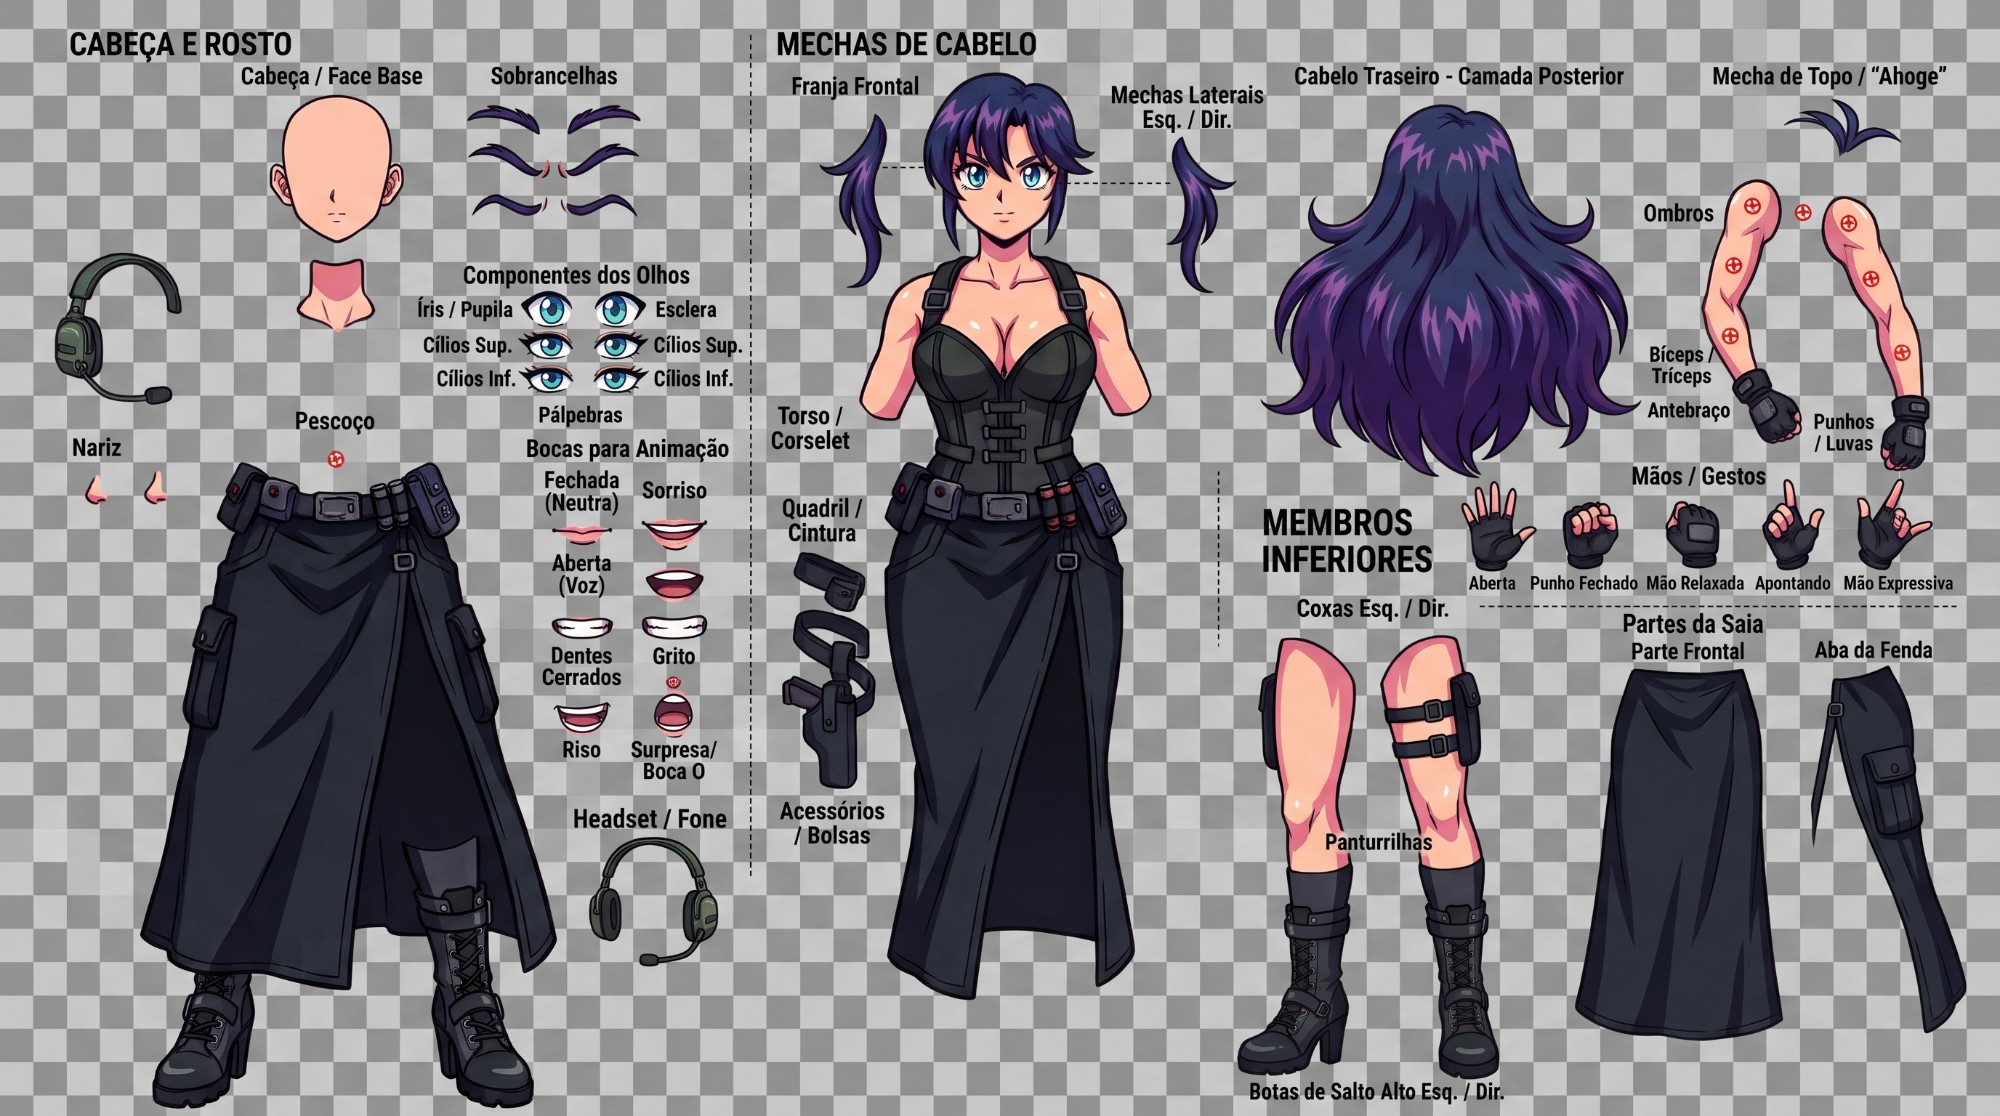 CABEÇA E ROSTO
Cabeça / Face Base
Sobrancelhas
Componentes dos Olhos
Íris / Pupila
Esclera
Cílios Sup.
Cílios Sup.
Cílios Inf.
Cílios Inf.
Pálpebras
Pescoço
Nariz
Bocas para Animação
Fechada
(Neutra)
Sorriso
Aberta
(Voz)
Dentes
Cerrados
Grito
Riso
Surpresa/
Boca O
Headset / Fone
MECHAS DE CABELO
Franja Frontal
Mechas Laterais
Esq. / Dir.
Torso /
Corselet
Quadril /
Cintura
Acessórios
/ Bolsas
Cabelo Traseiro - Camada Posterior
Mecha de Topo / “Ahoge”
Ombros
Bíceps /
Tríceps
Antebraço
Punhos
/ Luvas
Mãos / Gestos
Aberta
Punho Fechado
Mão Relaxada
Apontando
Mão Expressiva
MEMBROS
INFERIORES
Coxas Esq. / Dir.
Panturrilhas
Botas de Salto Alto Esq. / Dir.
Partes da Saia
Parte Frontal
Aba da Fenda